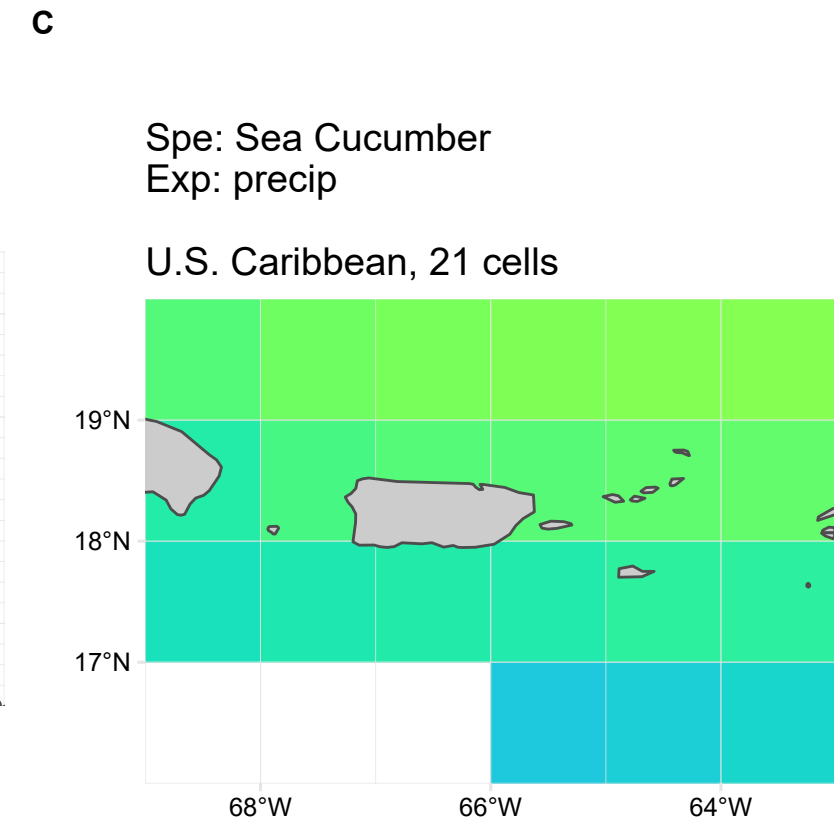 C
Spe: Sea Cucumber
Exp: precip
U.S. Caribbean, 21 cells
19°N
18°N
17°N
68°W
66°W
64°W